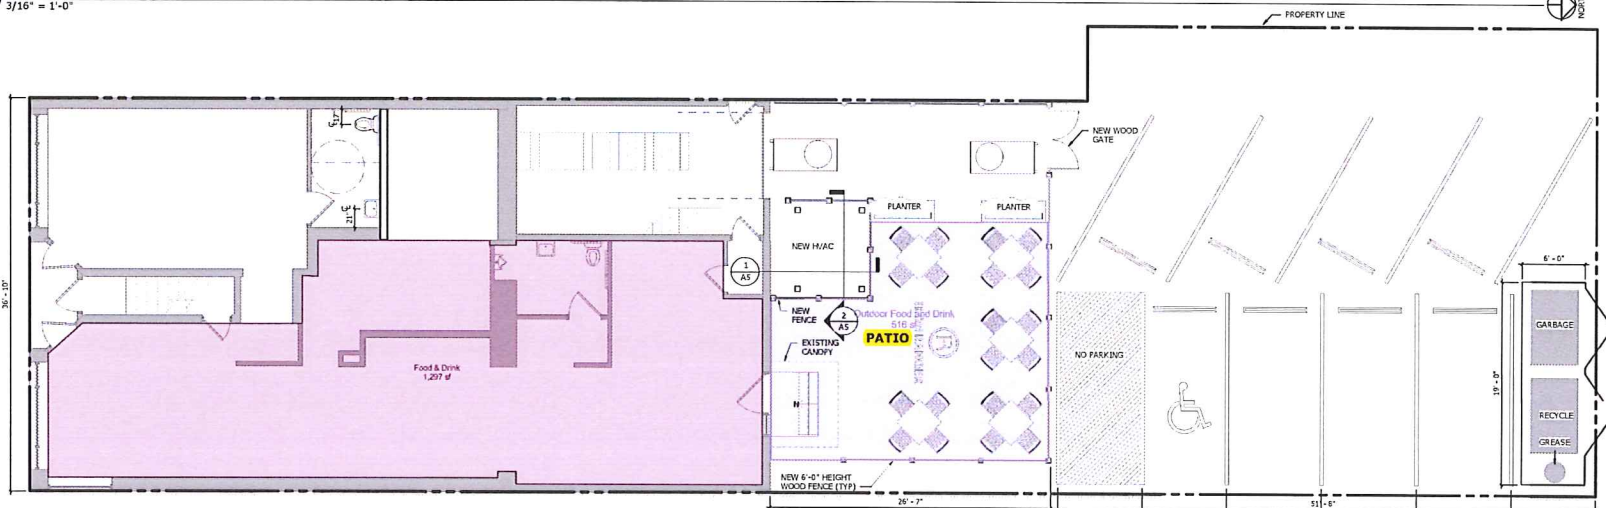 3/16" = 1'-0"
PROPERTY LINE
NEW WOOD
GATE
17"
21"
PLANTER
PLANTER
NEW HVAC
1
A5
36' - 10"
6' - 0"
NEW
FENCE
2
A5
Outdoor Food and Drink
516 sf
PATIO
EXISTING
CANOPY
GARBAGE
NO PARKING
Food & Drink
1,297 sf
19' - 0"
RECYCLE
GREASE
NEW 6'-0" HEIGHT
WOOD FENCE (TYP)
26' - 7"
51' - 6"